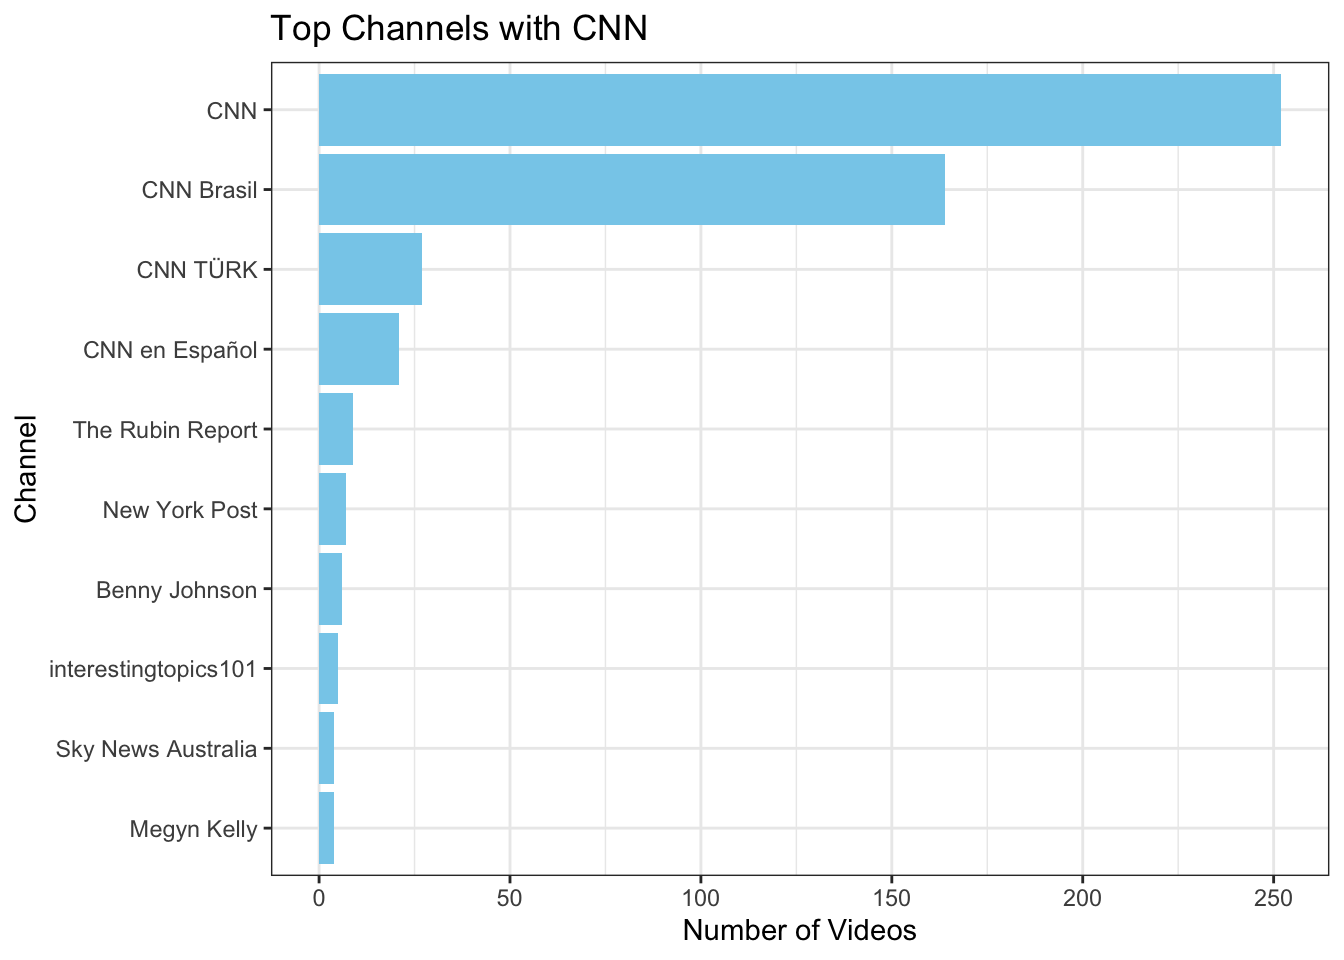 Top Channels with CNN
CNN
CNN Brasil
CNN TÜRK
CNN en Español
The Rubin Report
New York Post
Benny Johnson
interestingtopics101
Sky News Australia
Megyn Kelly
Channel
0 50 100 150 200 250
Number of Videos